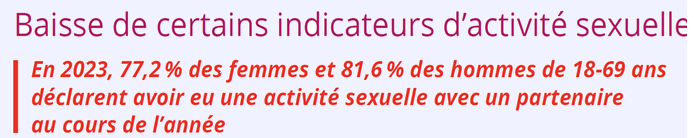 Baisse de certains indicateurs d’activité sexuelle
En 2023, 77,2 % des femmes et 81,6 % des hommes de 18-69 ans
déclarent avoir eu une activité sexuelle avec un partenaire
au cours de l’année